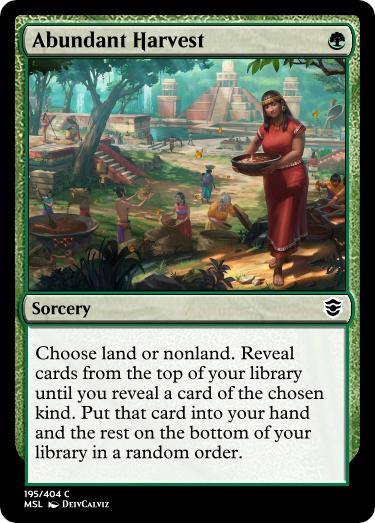 Abundant Harvest
Sorcery
Choose land or nonland. Reveal
cards from the top of your library
until you reveal a card of the chosen
kind. Put that card into your hand
and the rest on the bottom of your
library in a random order.
195/404 C
MSL DeivCalviz